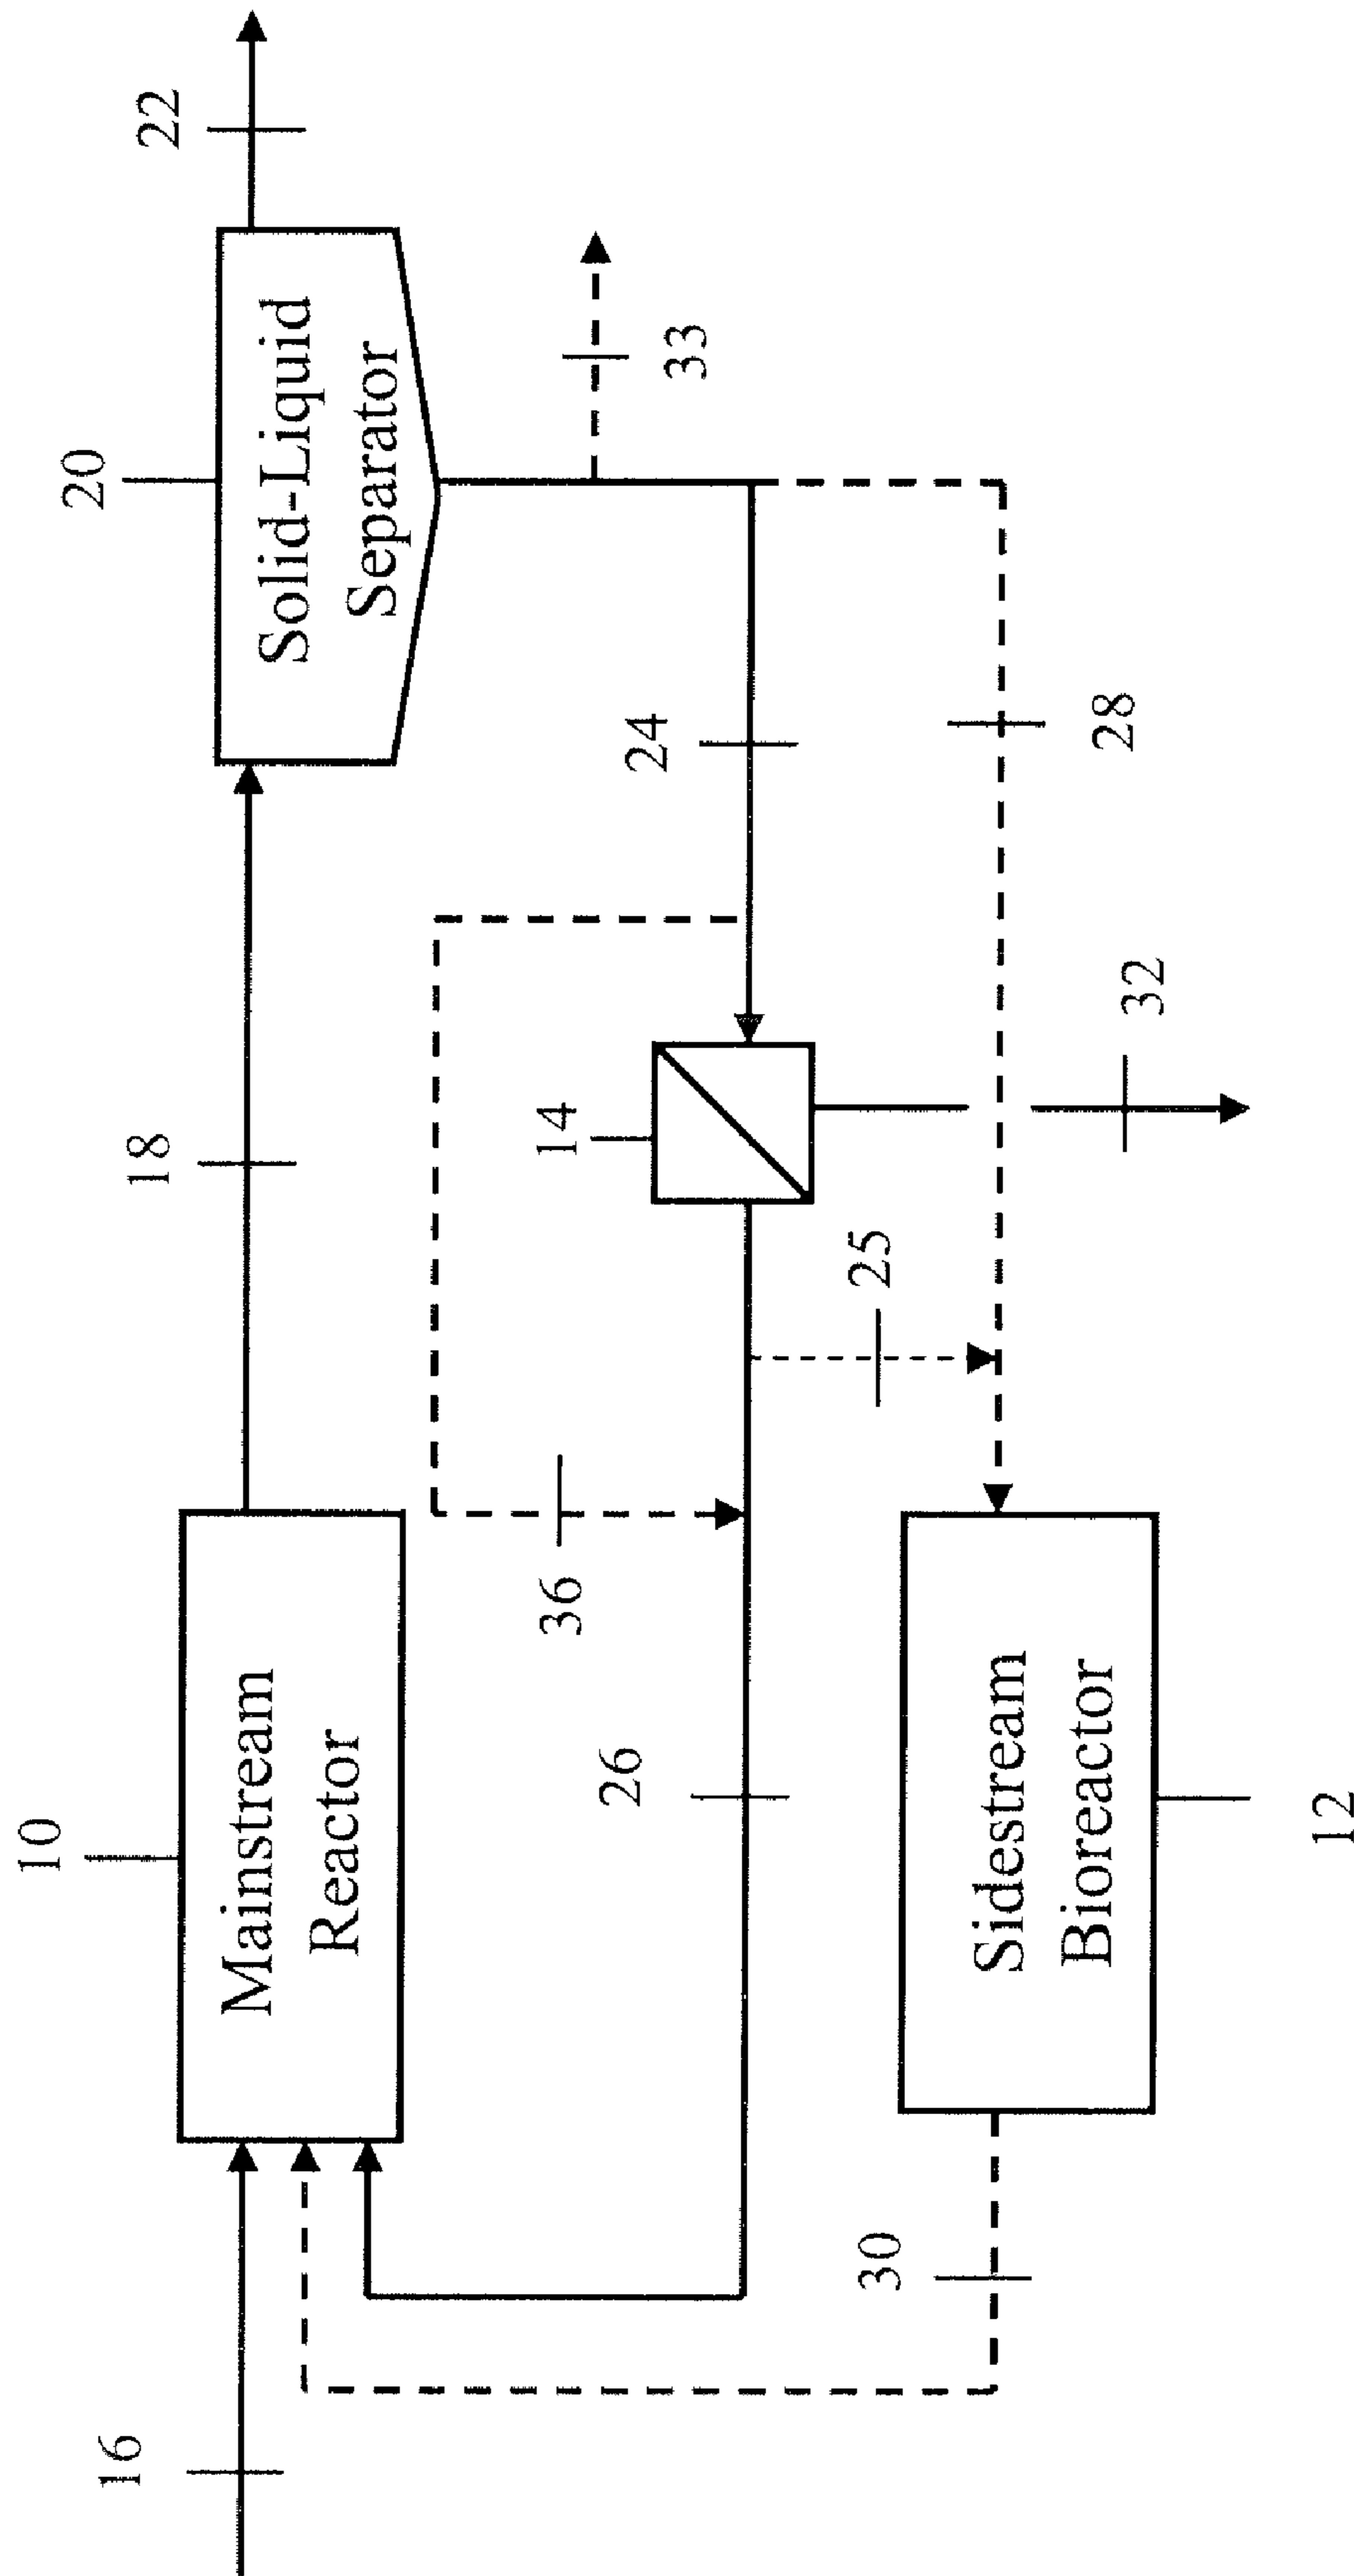 22
20
Solid-Liquid
Separator
33
18
24
28
14
32
25
10
Mainstream
Reactor
36
26
Sidestream
Bioreactor
12
16
30